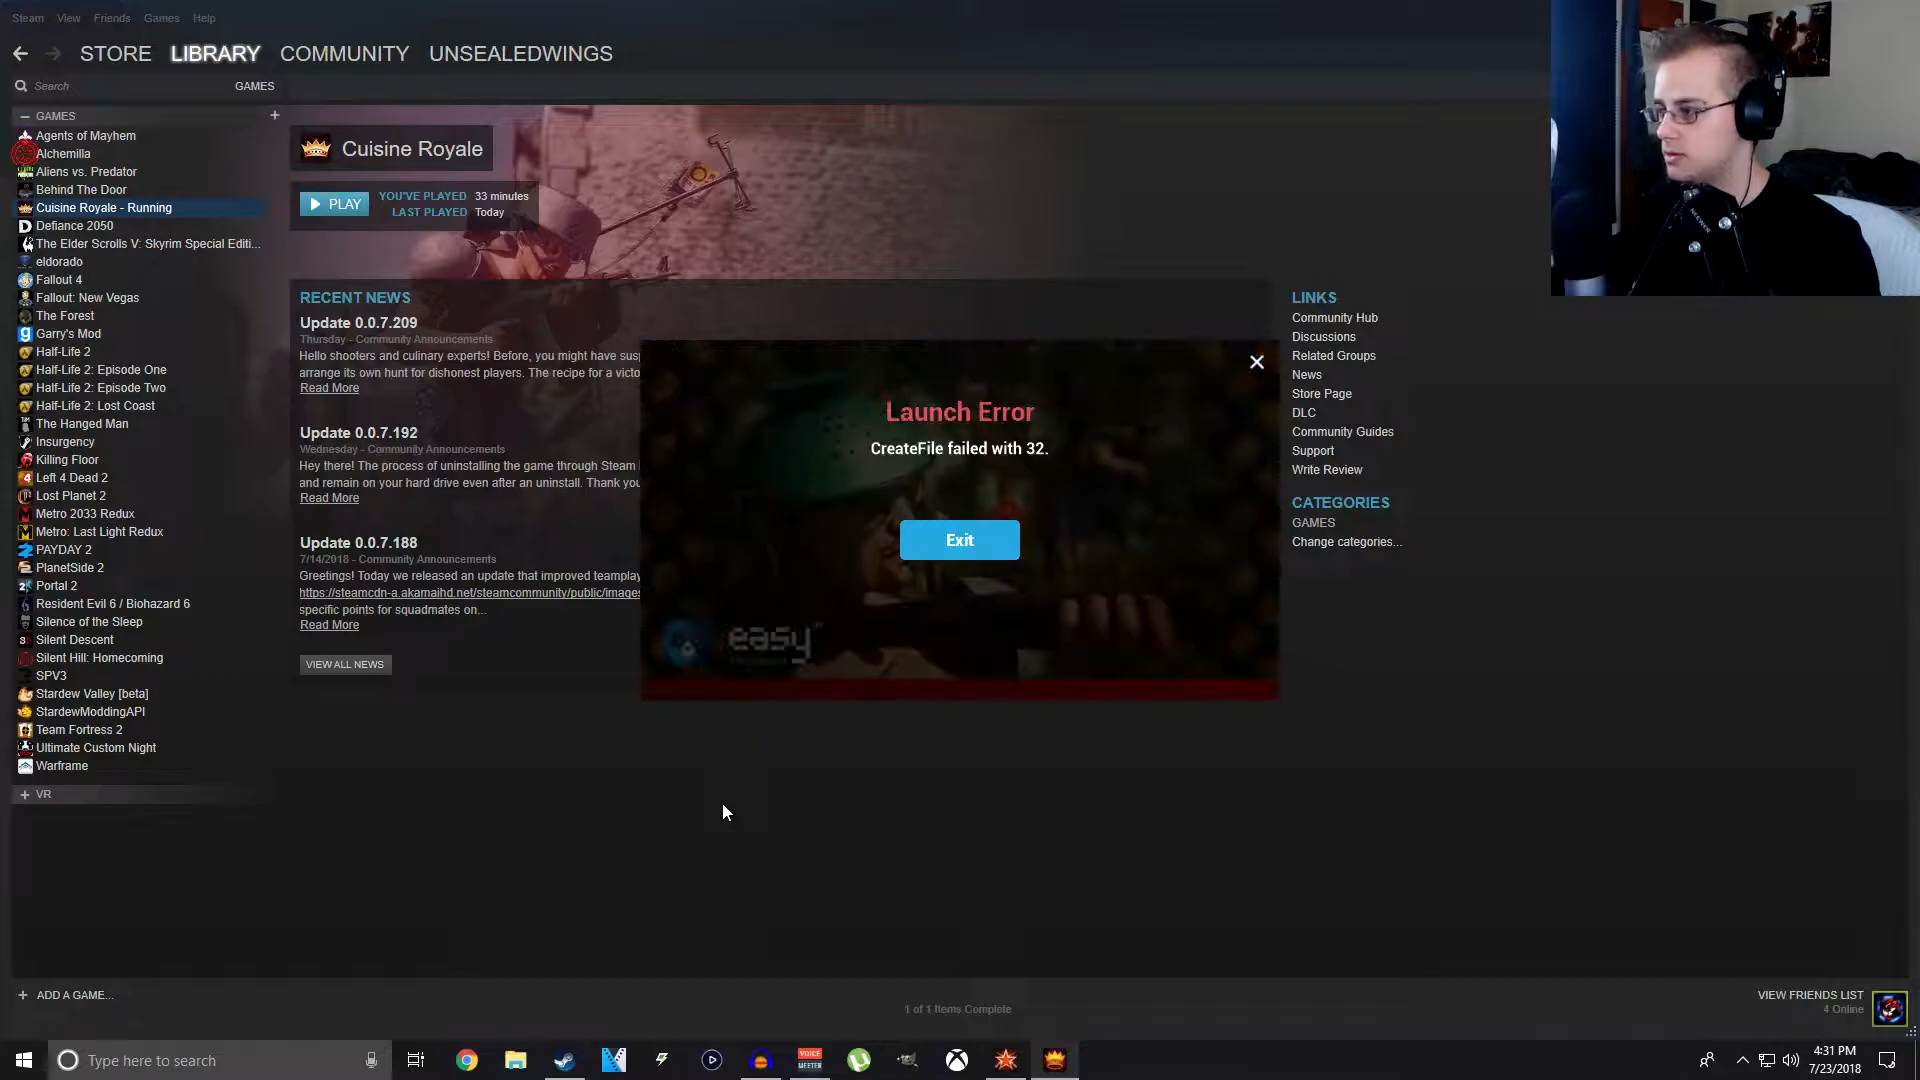 Steam View Friends Games Help
STORE LIBRARY COMMUNITY UNSEALEDWINGS
Search GAMES
GAMES
Agents of Mayhem
Alchemilla
Aliens vs. Predator
Behind The Door
Cuisine Royale - Running
Defiance 2050
The Elder Scrolls V: Skyrim Special Editi...
eldorado
Fallout 4
Fallout: New Vegas
The Forest
Garry's Mod
Half-Life 2
Half-Life 2: Episode One
Half-Life 2: Episode Two
Half-Life 2: Lost Coast
The Hanged Man
Insurgency
Killing Floor
Left 4 Dead 2
Lost Planet 2
Metro 2033 Redux
Metro: Last Light Redux
PAYDAY 2
PlanetSide 2
Portal 2
Resident Evil 6 / Biohazard 6
Silence of the Sleep
Silent Descent
Silent Hill: Homecoming
SPV3
Stardew Valley [beta]
StardewModdingAPI
Team Fortress 2
Ultimate Custom Night
Warframe
VR
Cuisine Royale
PLAY
YOU'VE PLAYED 33 minutes
LAST PLAYED Today
RECENT NEWS
Update 0.0.7.209
Thursday - Community Announcements
Hello shooters and culinary experts! Before, you might have sus
arrange its own hunt for dishonest players. The recipe for a victo
Read More
Update 0.0.7.192
Wednesday - Community Announcements
Hey there! The process of uninstalling the game through Steam
and remain on your hard drive even after an uninstall. Thank you
Read More
Update 0.0.7.188
7/14/2018 - Community Announcements
Greetings! Today we released an update that improved teamplay
https://steamcdn-a.akamaihd.net/steamcommunity/public/images
specific points for squadmates on...
Read More
VIEW ALL NEWS
Launch Error
CreateFile failed with 32.
Exit
easy
LINKS
Community Hub
Discussions
Related Groups
News
Store Page
DLC
Community Guides
Support
Write Review
CATEGORIES
GAMES
Change categories...
NEEWER
ADD A GAME...
1 of 1 Items Complete
VIEW FRIENDS LIST
4 Online
Type here to search
VOICE
MEETER
4:31 PM
7/23/2018